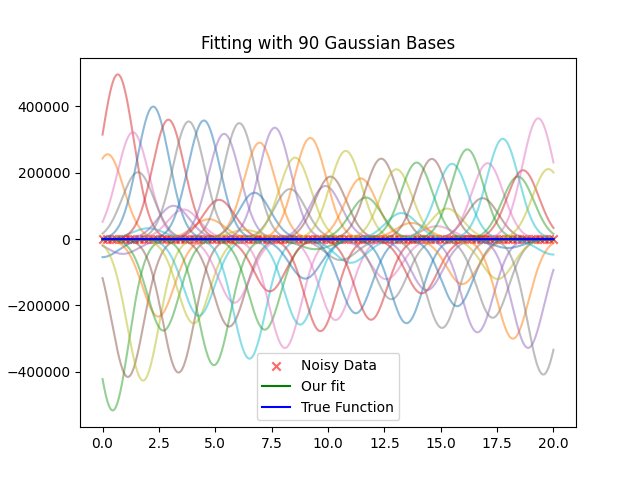 Fitting with 90 Gaussian Bases
400000
200000
0
−200000
−400000
Noisy Data
Our fit
True Function
0.0 2.5 5.0 7.5 10.0 12.5 15.0 17.5 20.0